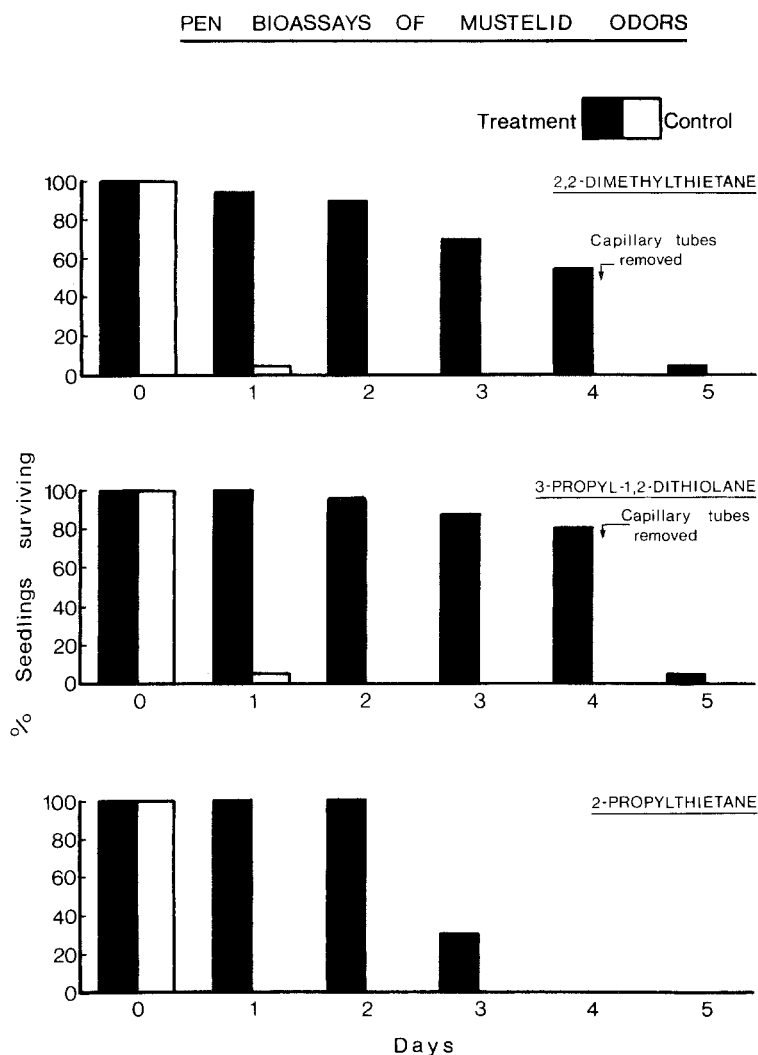 PEN BIOASSAYS OF MUSTELID ODORS
Treatment Control
2,2-DIMETHYLTHIETANE
Capillary tubes
removed
100
80
60
40
20
0
0 1 2 3 4 5
3-PROPYL-1,2-DITHIOLANE
Capillary tubes
removed
100
80
60
40
20
0
0 1 2 3 4 5
% Seedlings surviving
2-PROPYLTHIETANE
100
80
60
40
20
0
0 1 2 3 4 5
Days